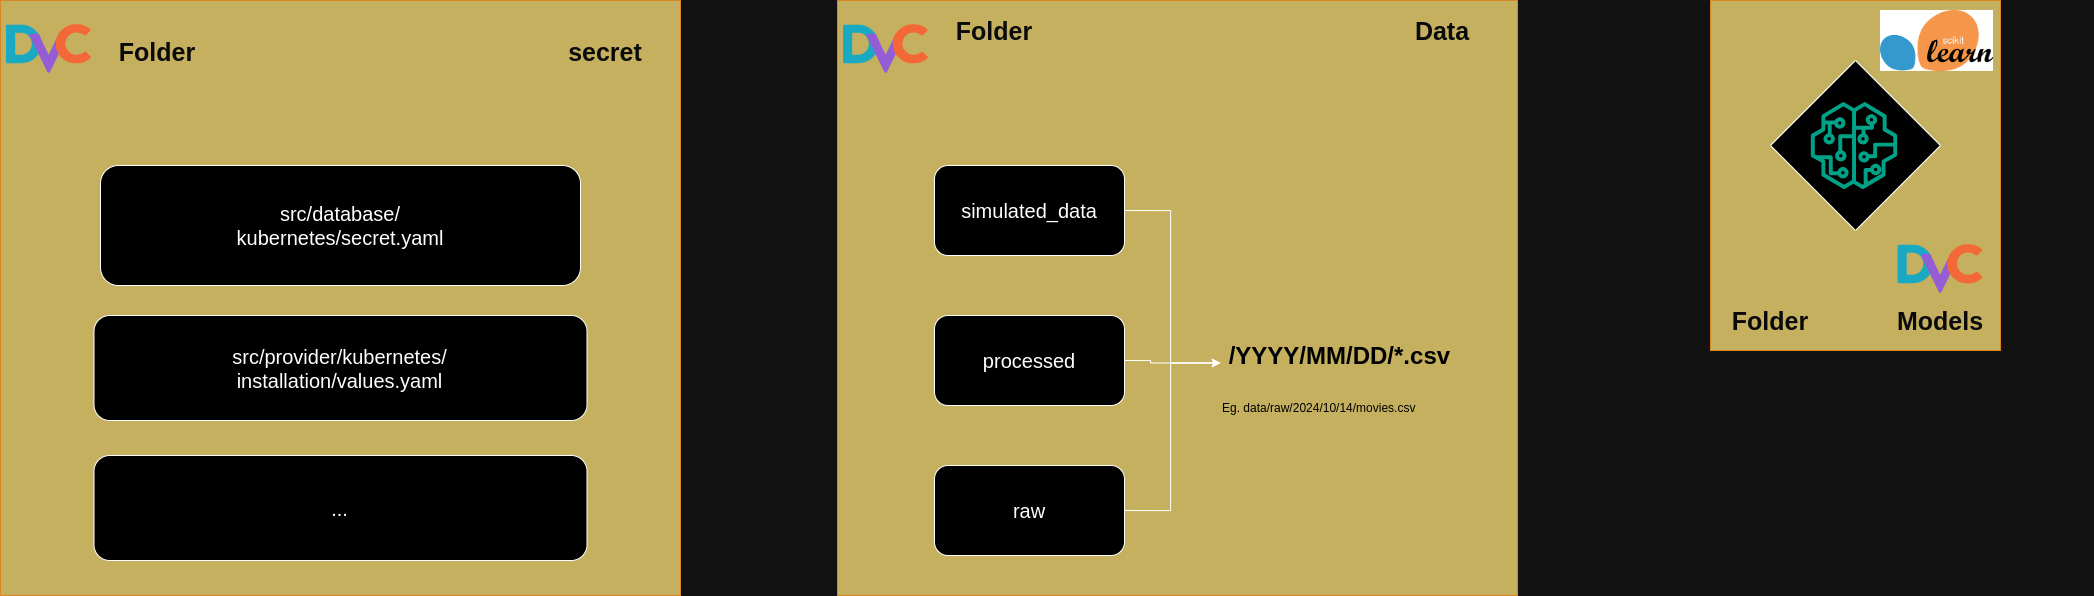 DVC
Folder
secret
src/database/
kubernetes/secret.yaml
src/provider/kubernetes/
installation/values.yaml
...
DVC
Folder
Data
simulated_data
processed
raw
/YYYY/MM/DD/*.csv
Eg. data/raw/2024/10/14/movies.csv
scikit
learn
DVC
Folder
Models